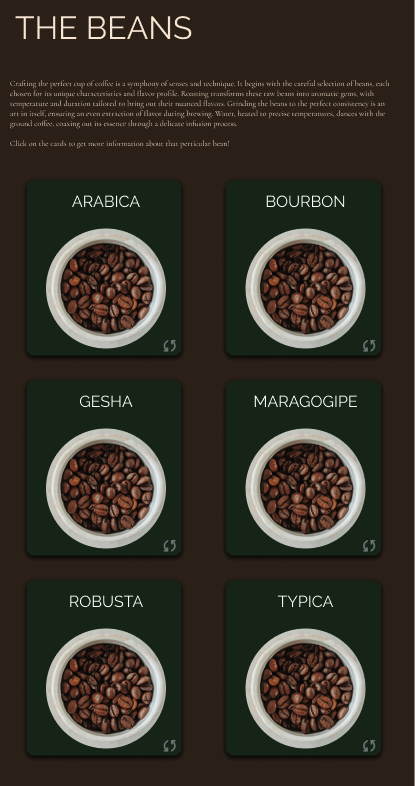 THE BEANS
Crafting the perfect cup of coffee is a symphony of senses and technique. It begins with the careful selection of beans, each
chosen for its unique characteristics and flavor profile. Roasting transforms these raw beans into aromatic gems, with
temperature and duration tailored to bring out their nuanced flavors. Grinding the beans to the perfect consistency is an
art in itself, ensuring an even extraction of flavor during brewing. Water, heated to precise temperatures, dances with the
ground coffee, coaxing out its essence through a delicate infusion process.
Click on the cards to get more information about that perticular bean!
ARABICA
BOURBON
GESHA
MARAGOGIPE
ROBUSTA
TYPICA